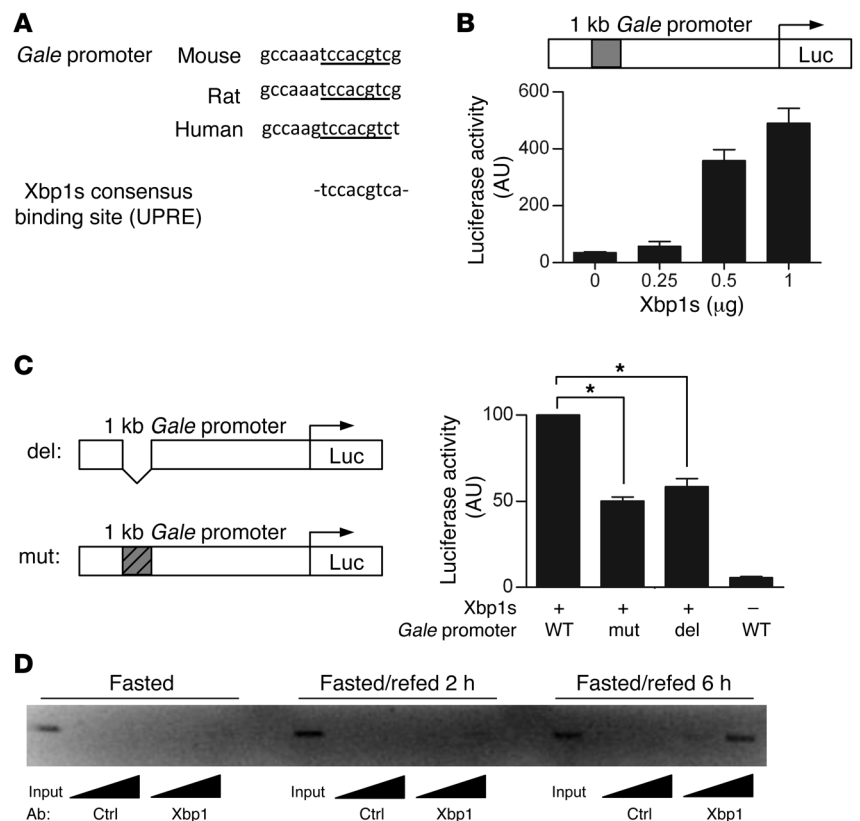 A
Gale promoter Mouse gccaaatccacgtcg
Rat gccaaatccacgtcg
Human gccaagtccacgtct
Xbp1s consensus
binding site (UPRE)
-tccacgtca-
B
1 kb Gale promoter
Luc
Luciferase activity
(AU)
600
400
200
0
0 0.25 0.5 1
Xbp1s (μg)
C
del:
1 kb Gale promoter
Luc
mut:
1 kb Gale promoter
Luc
Luciferase activity
(AU)
100
50
0
*
*
Xbp1s + + + –
Gale promoter WT mut del WT
D
Fasted Fasted/refed 2 h Fasted/refed 6 h
Input Input Input
Ab: Ctrl Xbp1 Ctrl Xbp1 Ctrl Xbp1